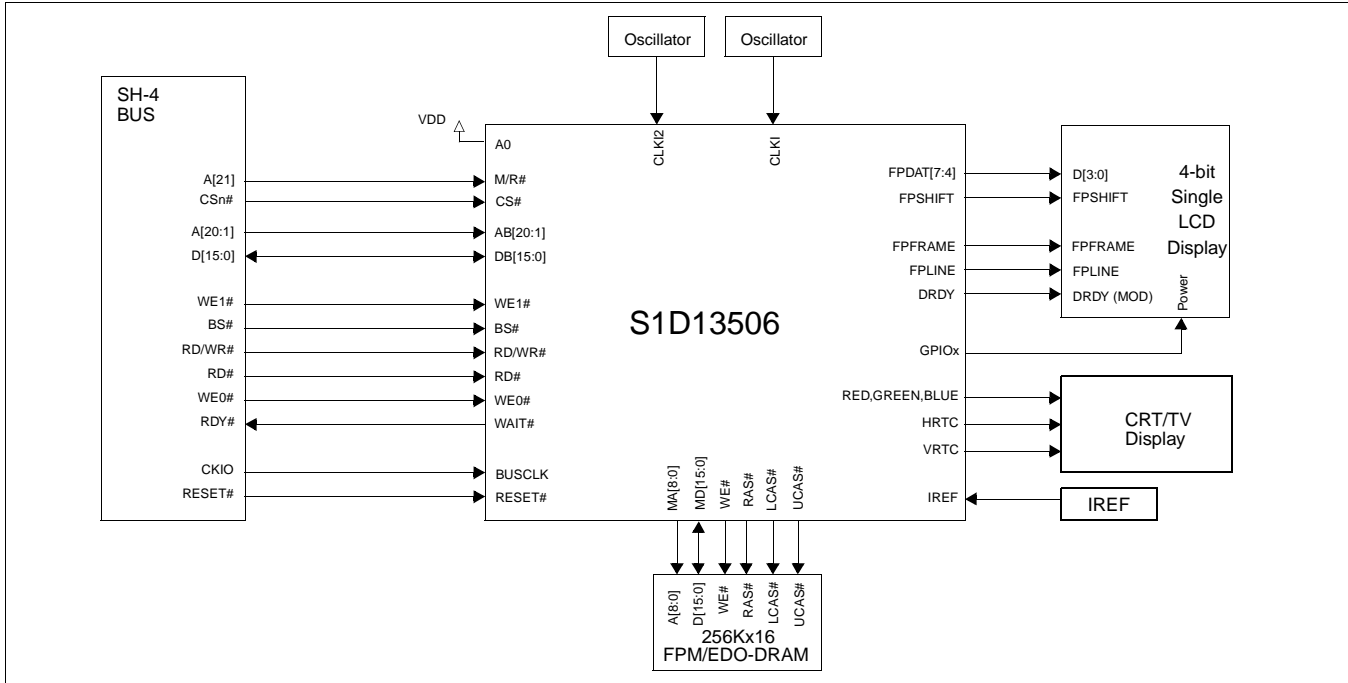 Oscillator
Oscillator
SH-4
BUS
VDD
A0
CLKI2
CLKI
A[21]
M/R#
CSn#
CS#
A[20:1]
AB[20:1]
D[15:0]
DB[15:0]
WE1#
WE1#
BS#
BS#
RD/WR#
RD/WR#
RD#
RD#
WE0#
WE0#
RDY#
WAIT#
CKIO
BUSCLK
RESET#
RESET#
S1D13506
FPDAT[7:4]
D[3:0]
FPSHIFT
FPSHIFT
FPFRAME
FPFRAME
FPLINE
FPLINE
DRDY
DRDY (MOD)
4-bit
Single
LCD
Display
Power
GPIOx
RED,GREEN,BLUE
HRTC
VRTC
CRT/TV
Display
IREF
IREF
MA[8:0]
MD[15:0]
WE#
RAS#
LCAS#
UCAS#
A[8:0]
D[15:0]
WE#
RAS#
LCAS#
UCAS#
256Kx16
FPM/EDO-DRAM